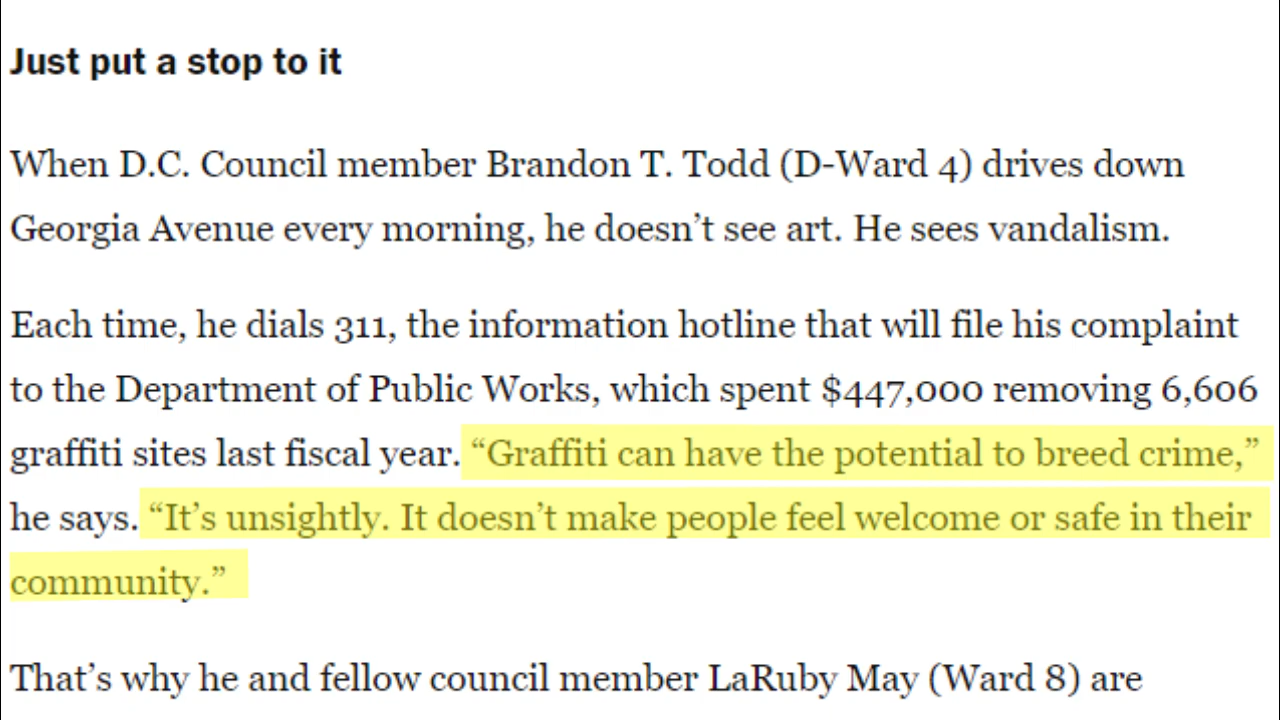 Just put a stop to it
When D.C. Council member Brandon T. Todd (D-Ward 4) drives down
Georgia Avenue every morning, he doesn’t see art. He sees vandalism.
Each time, he dials 311, the information hotline that will file his complaint
to the Department of Public Works, which spent $447,000 removing 6,606
graffiti sites last fiscal year. “Graffiti can have the potential to breed crime,”
he says. “It’s unsightly. It doesn’t make people feel welcome or safe in their
community.”
That’s why he and fellow council member LaRuby May (Ward 8) are